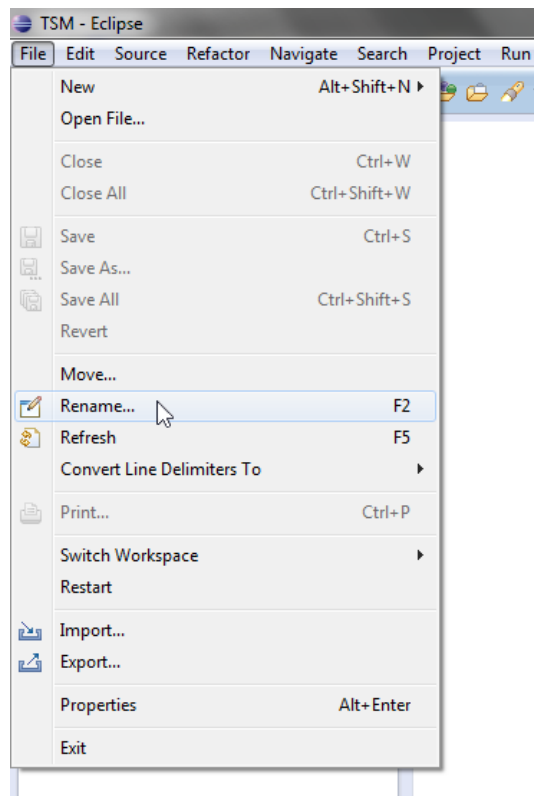 TSM - Eclipse
File Edit Source Refactor Navigate Search Project Run
New Alt+Shift+N
Open File...
Close Ctrl+W
Close All Ctrl+Shift+W
Save Ctrl+S
Save As...
Save All Ctrl+Shift+S
Revert
Move...
Rename... F2
Refresh F5
Convert Line Delimiters To
Print... Ctrl+P
Switch Workspace
Restart
Import...
Export...
Properties Alt+Enter
Exit